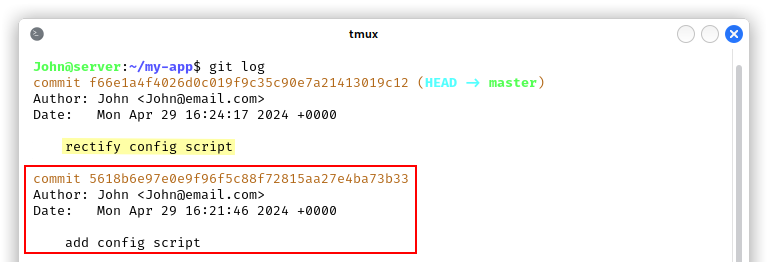 tmux
John@server:~/my-app$ git log
commit f66e1a4f4026d0c019f9c35c90e7a21413019c12 (HEAD → master)
Author: John <John@email.com>
Date:   Mon Apr 29 16:24:17 2024 +0000
rectify config script
commit 5618b6e97e0e9f96f5c88f72815aa27e4ba73b33
Author: John <John@email.com>
Date:   Mon Apr 29 16:21:46 2024 +0000
add config script